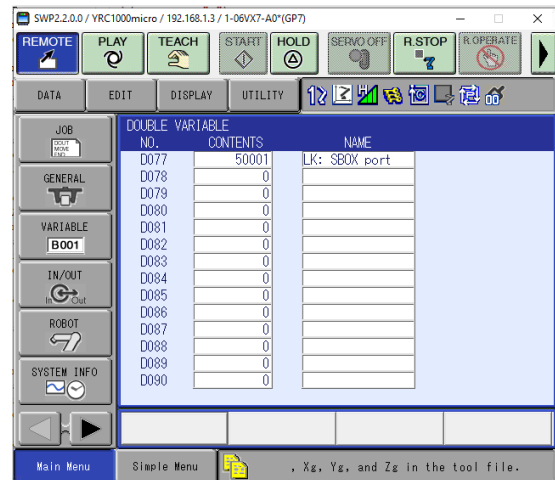 SWP2.2.0.0 / YRC1000micro / 192.168.1.3 / 1-06VX7-A0*(GP7)
REMOTE PLAY TEACH START HOLD SERVO OFF R.STOP R.OPERATE
DATA EDIT DISPLAY UTILITY
JOB
DOUT
MOVE
END
GENERAL
VARIABLE
B001
IN/OUT
In Out
ROBOT
SYSTEM INFO
DOUBLE VARIABLE
NO. CONTENTS NAME
D077 50001 LK: SBOX port
D078 0
D079 0
D080 0
D081 0
D082 0
D083 0
D084 0
D085 0
D086 0
D087 0
D088 0
D089 0
D090 0
Main Menu Simple Menu , Xg, Yg, and Zg in the tool file.